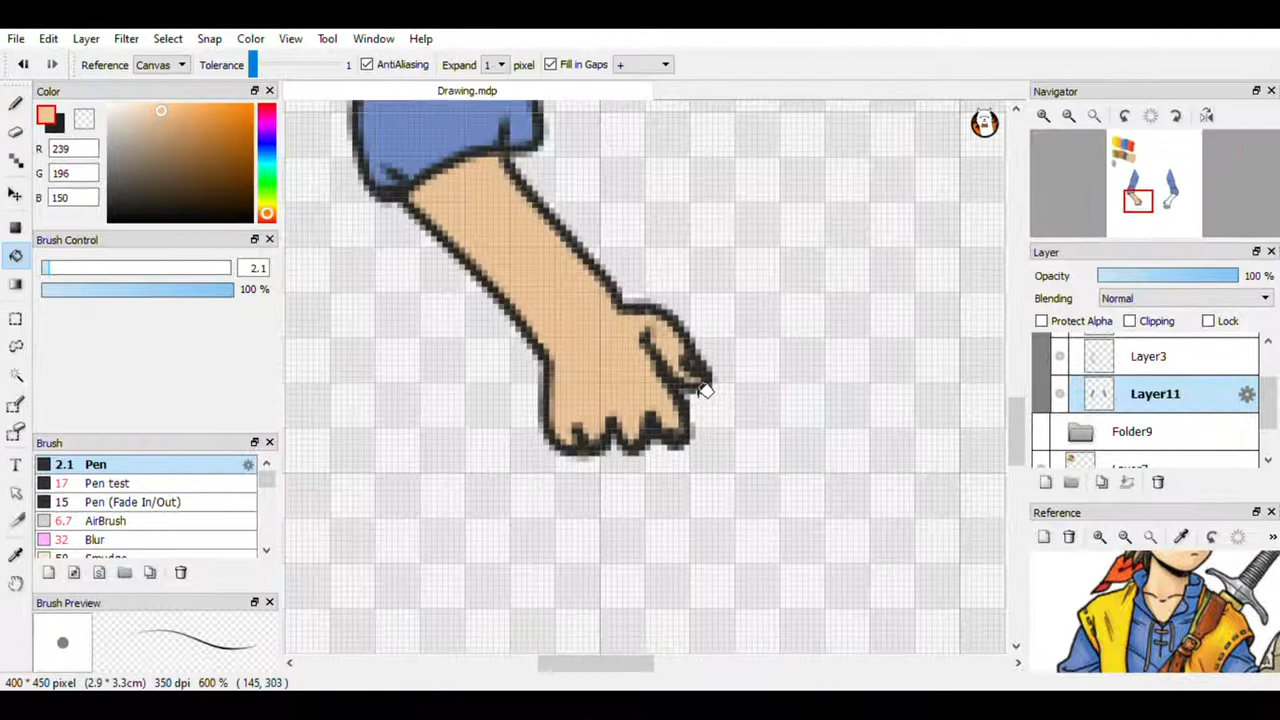 File Edit Layer Filter Select Snap Color View Tool Window Help
Reference Canvas Tolerance 1 AntiAliasing Expand 1 pixel Fill in Gaps +
Color
Drawing.mdp
Navigator
R 239
G 196
B 150
Brush Control
2.1
100 %
Layer
Opacity 100 %
Blending Normal
Protect Alpha Clipping Lock
Layer3
Layer11
Folder9
Brush
2.1 Pen
17 Pen test
15 Pen (Fade In/Out)
6.7 AirBrush
32 Blur
Reference
Brush Preview
400 * 450 pixel (2.9 * 3.3cm) 350 dpi 600 % ( 145, 303 )